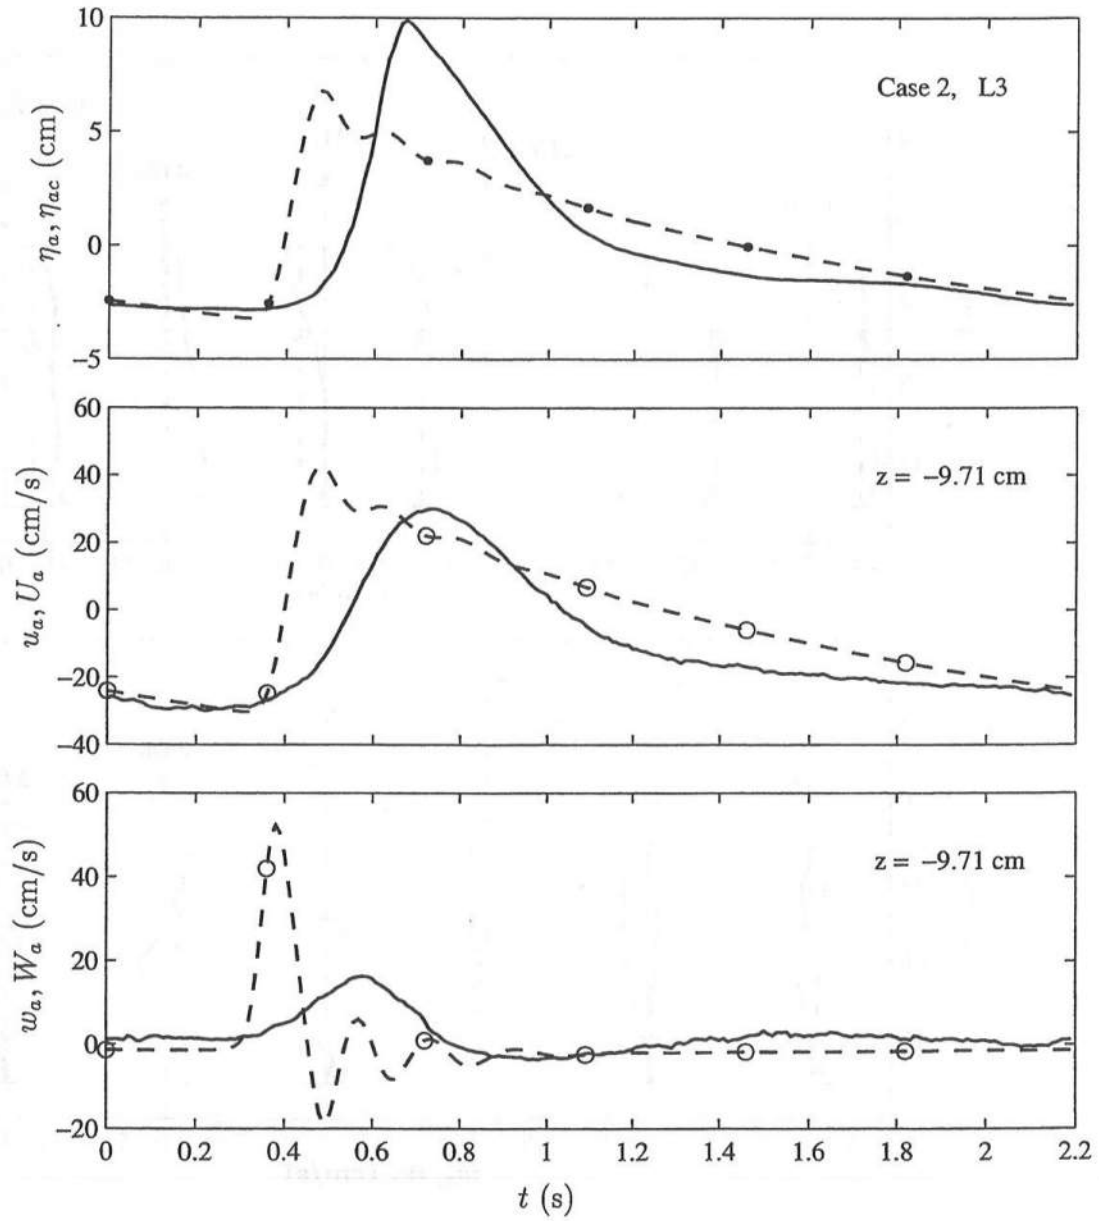 10
5
0
−5
η_a, η_ac (cm)
Case 2, L3
60
40
20
0
−20
−40
u_a, U_a (cm/s)
z = −9.71 cm
60
40
20
0
−20
w_a, W_a (cm/s)
z = −9.71 cm
0 0.2 0.4 0.6 0.8 1 1.2 1.4 1.6 1.8 2 2.2
t (s)